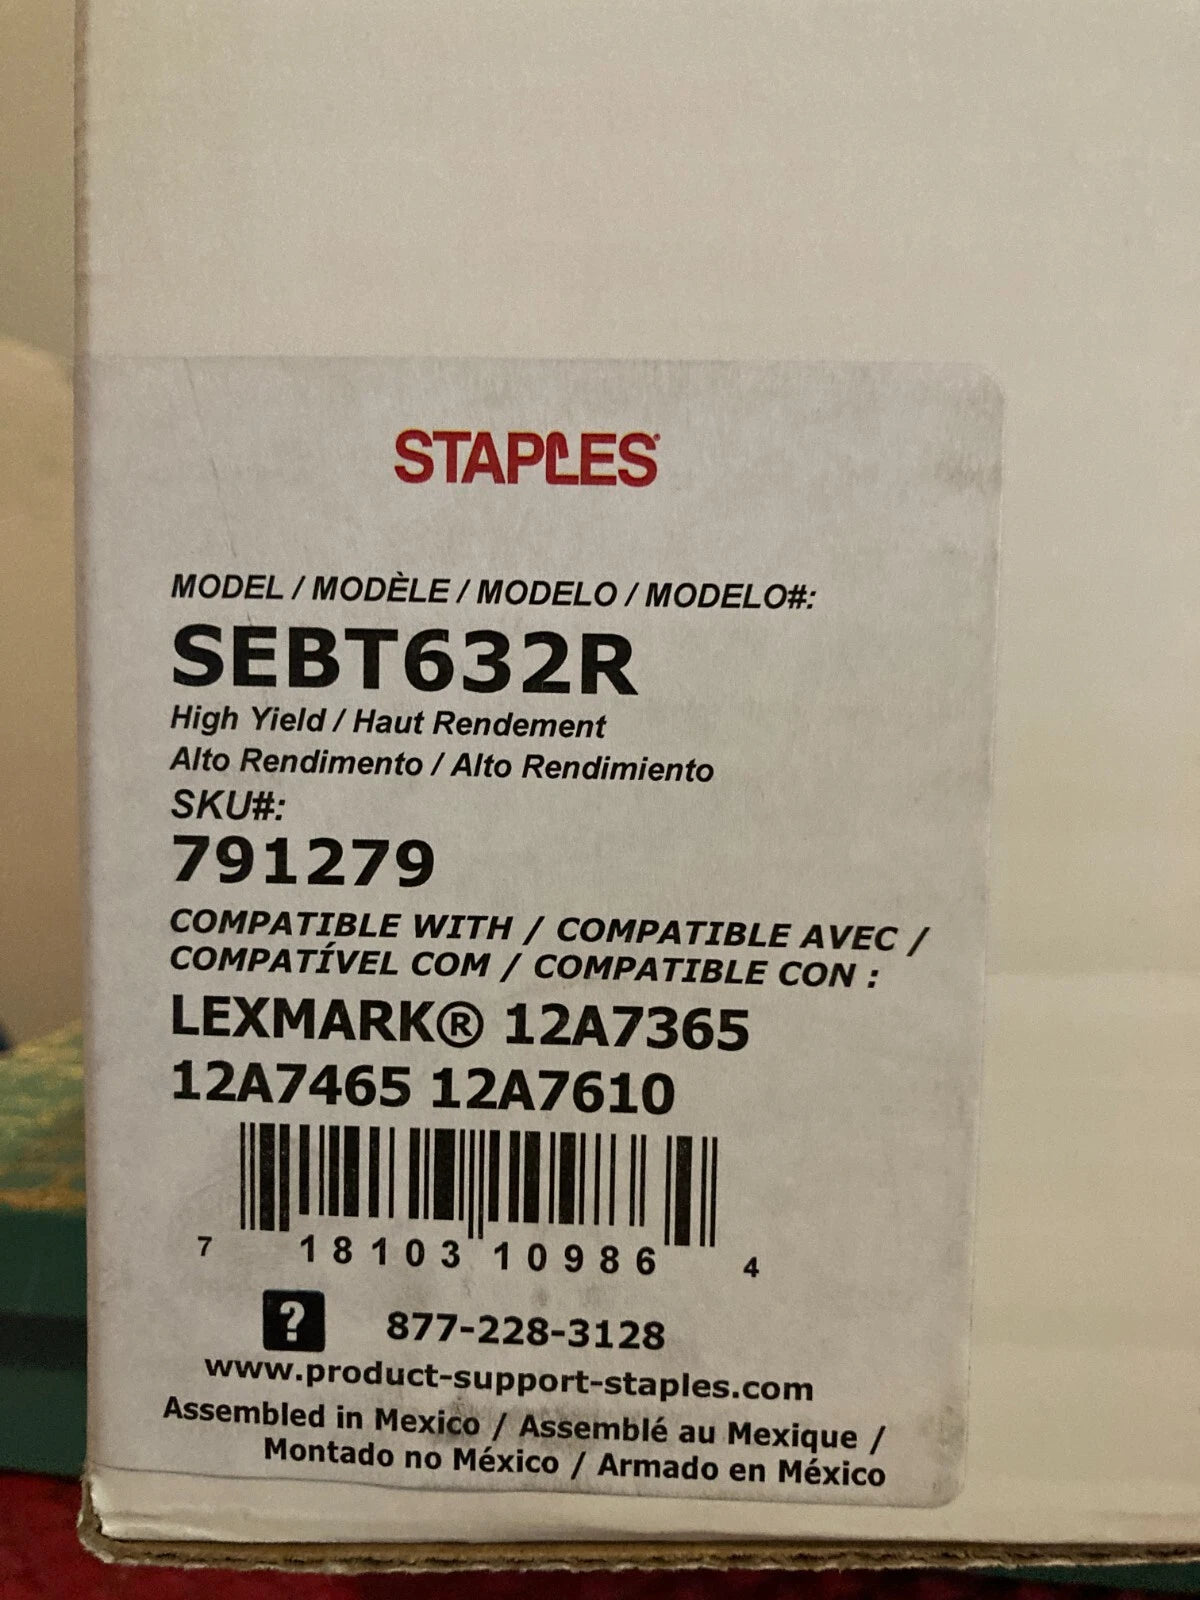 STAPLES®
MODEL / MODÈLE / MODELO / MODELO#:
SEBT632R
High Yield / Haut Rendement
Alto Rendimento / Alto Rendimiento
SKU#:
791279
COMPATIBLE WITH / COMPATIBLE AVEC /
COMPATÍVEL COM / COMPATIBLE CON :
LEXMARK® 12A7365
12A7465 12A7610
7 18103 10986 4
? 877-228-3128
www.product-support-staples.com
Assembled in Mexico / Assemblé au Mexique /
Montado no México / Armado en México